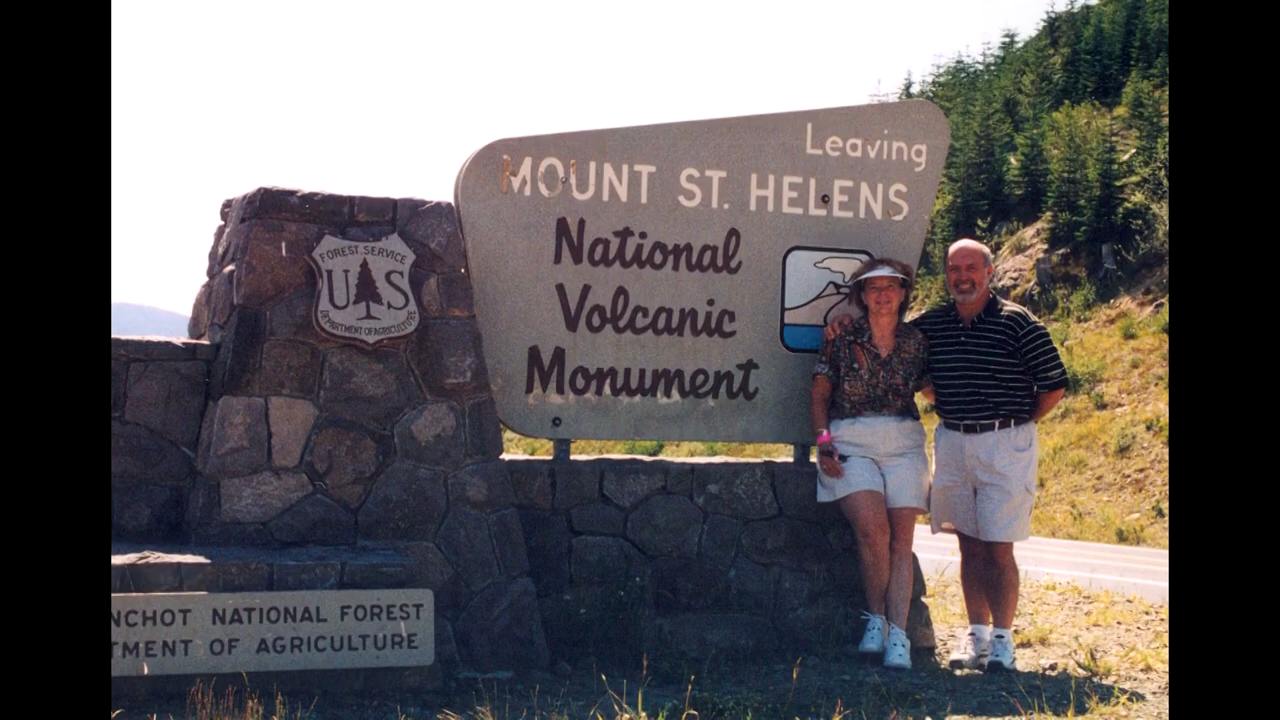 Leaving
MOUNT ST. HELENS
National
Volcanic
Monument
FOREST SERVICE
U S
DEPARTMENT OF AGRICULTURE
NCHOT NATIONAL FOREST
TMENT OF AGRICULTURE